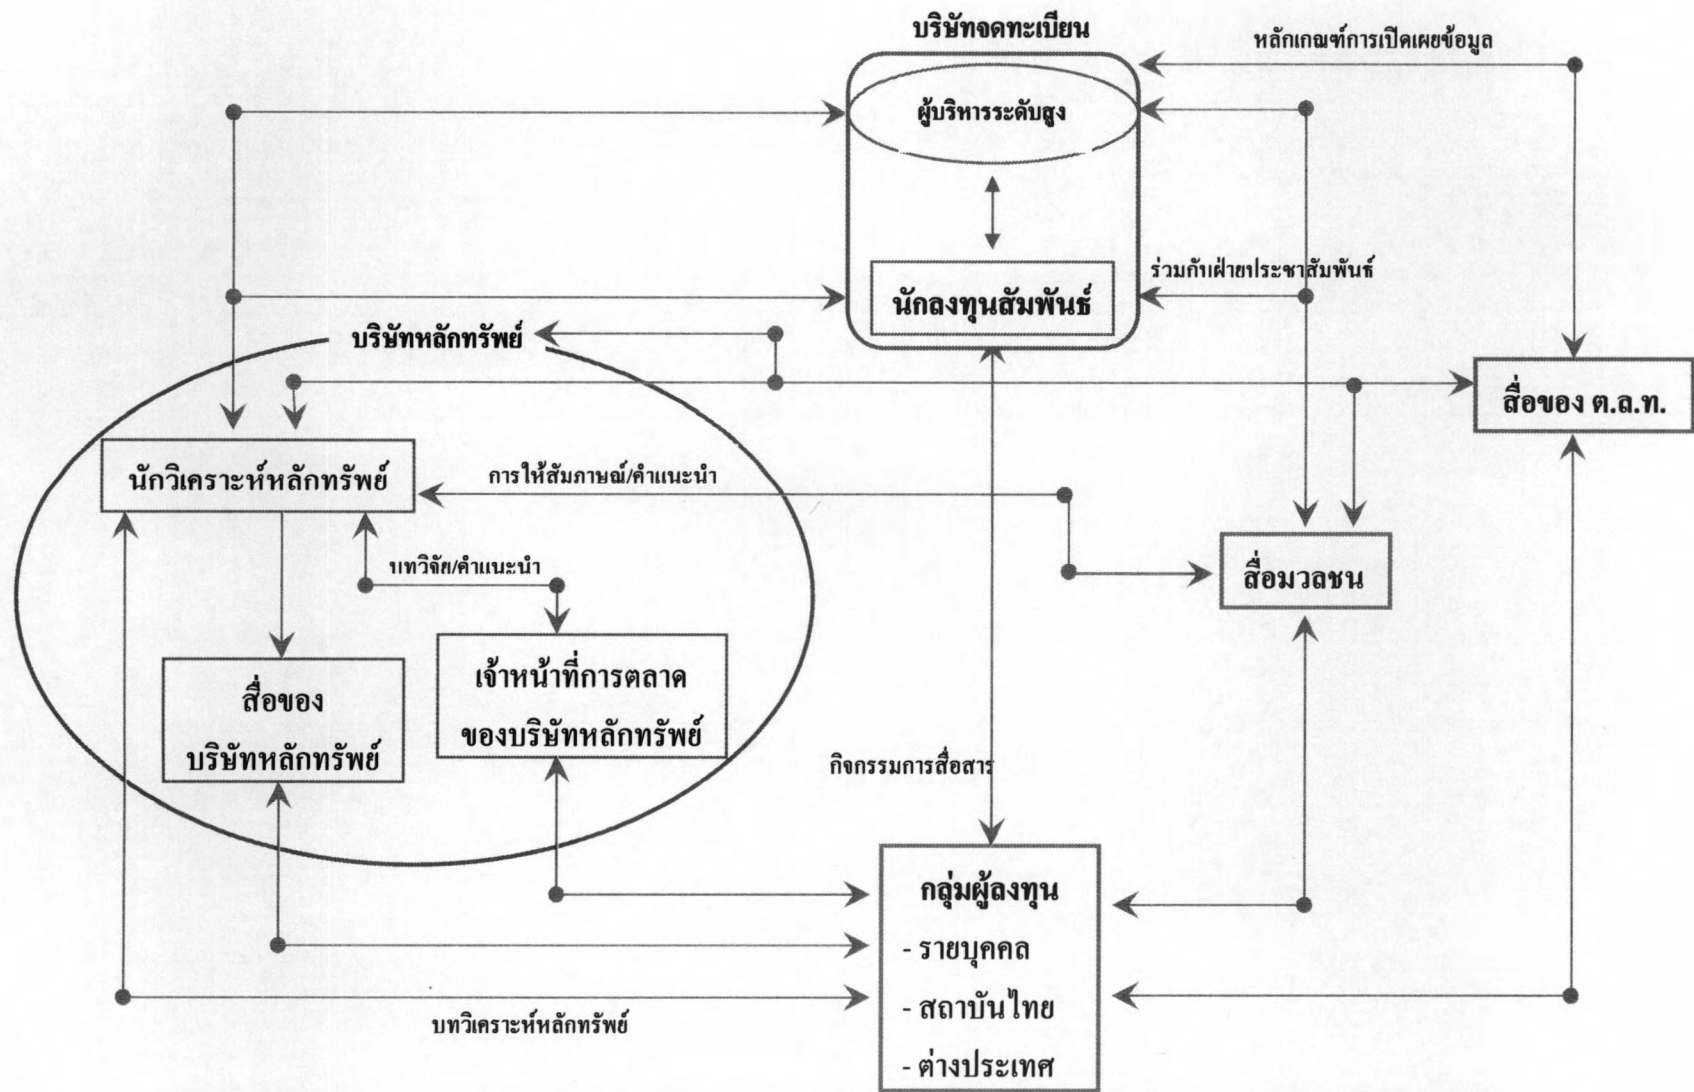 บริษัทจดทะเบียน
หลักเกณฑ์การเปิดเผยข้อมูล
ผู้บริหารระดับสูง
ร่วมกับฝ่ายประชาสัมพันธ์
นักลงทุนสัมพันธ์
บริษัทหลักทรัพย์
สื่อของ ต.ล.ท.
นักวิเคราะห์หลักทรัพย์
การให้สัมภาษณ์/คำแนะนำ
บทวิจัย/คำแนะนำ
สื่อมวลชน
เจ้าหน้าที่การตลาด
ของบริษัทหลักทรัพย์
สื่อของ
บริษัทหลักทรัพย์
กิจกรรมการสื่อสาร
กลุ่มผู้ลงทุน
- รายบุคคล
- สถาบันไทย
- ต่างประเทศ
บทวิเคราะห์หลักทรัพย์